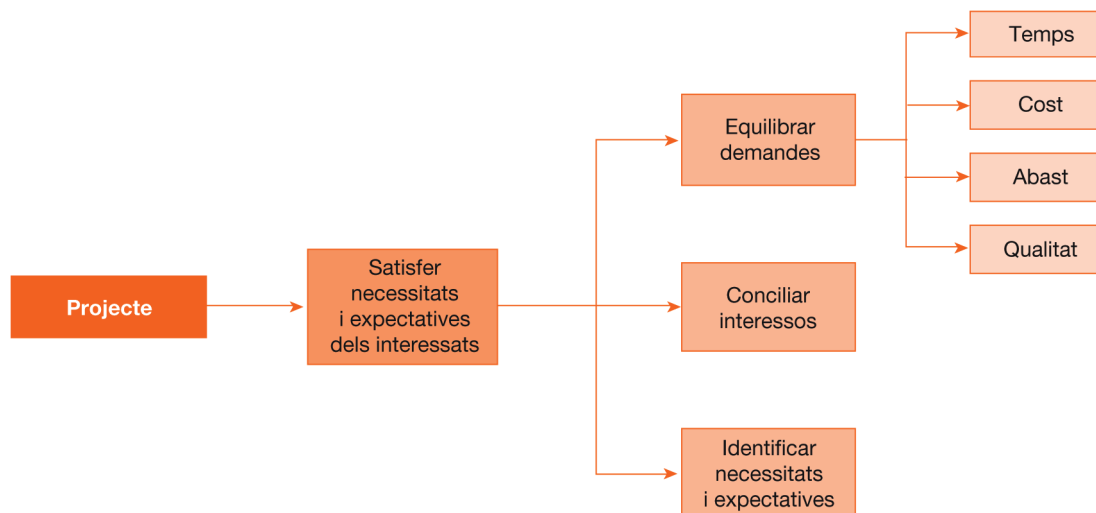 Projecte
Satisfer
necessitats
i expectatives
dels interessats
Equilibrar
demandes
Conciliar
interessos
Identificar
necessitats
i expectatives
Temps
Cost
Abast
Qualitat